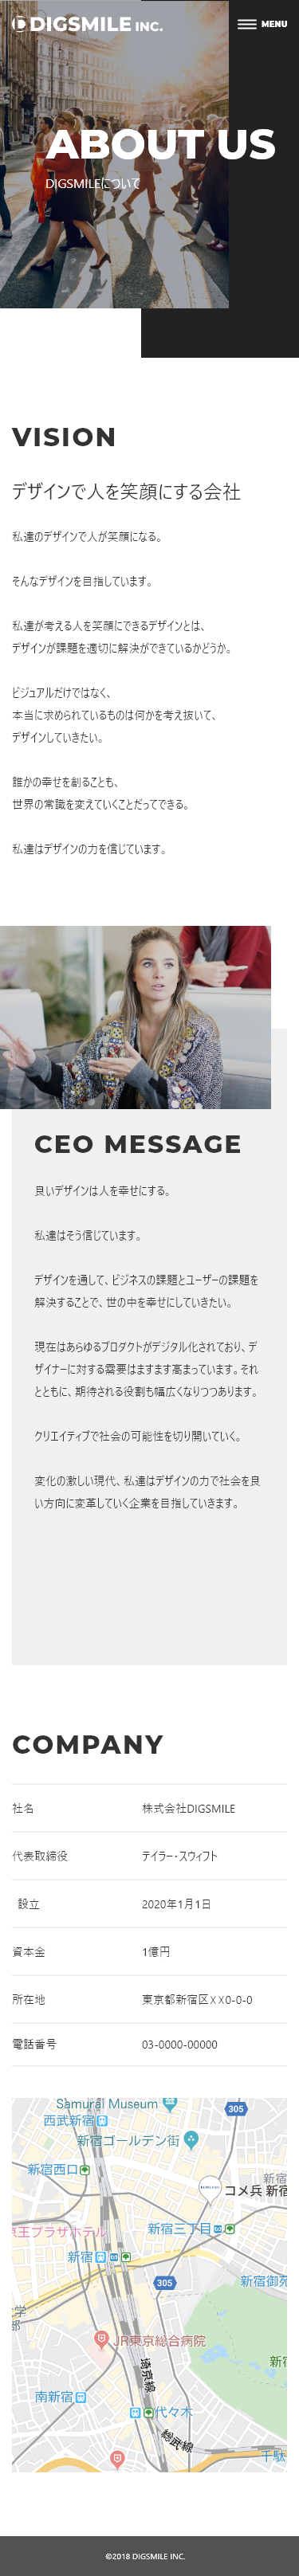 DIGSMILE INC.
MENU
ABOUT US
DIGSMILEについて
VISION
デザインで人を笑顔にする会社
私達のデザインで人が笑顔になる。
そんなデザインを目指しています。
私達が考える人を笑顔にできるデザインとは、
デザインが課題を適切に解決ができているかどうか。
ビジュアルだけではなく、
本当に求められているものは何かを考え抜いて、
デザインしていきたい。
誰かの幸せを創ることも、
世界の常識を変えていくことだってできる。
私達はデザインの力を信じています。
CEO MESSAGE
良いデザインは人を幸せにする。
私達はそう信じています。
デザインを通して、ビジネスの課題とユーザーの課題を
解決することで、世の中を幸せにしていきたい。
現在はあらゆるプロダクトがデジタル化されており、デ
ザイナーに対する需要はますます高まっています。それ
とともに、期待される役割も幅広くなりつつあります。
クリエイティブで社会の可能性を切り開いていく。
変化の激しい現代、私達はデザインの力で社会を良
い方向に変革していく企業を目指していきます。
COMPANY
社名 株式会社DIGSMILE
代表取締役 テイラー・スウィフト
設立 2020年1月1日
資本金 1億円
所在地 東京都新宿区XX0-0-0
電話番号 03-0000-00000
Samurai Museum
305
西武新宿
新宿ゴールデン街
新宿西口
新宿
コメ兵 新宿
京王プラザホテル
新宿三丁目
新宿
305
新宿御苑
学
部
JR東京総合病院
埼京線
新宿
南新宿
代々木
総武線
千駄
©2018 DIGSMILE INC.